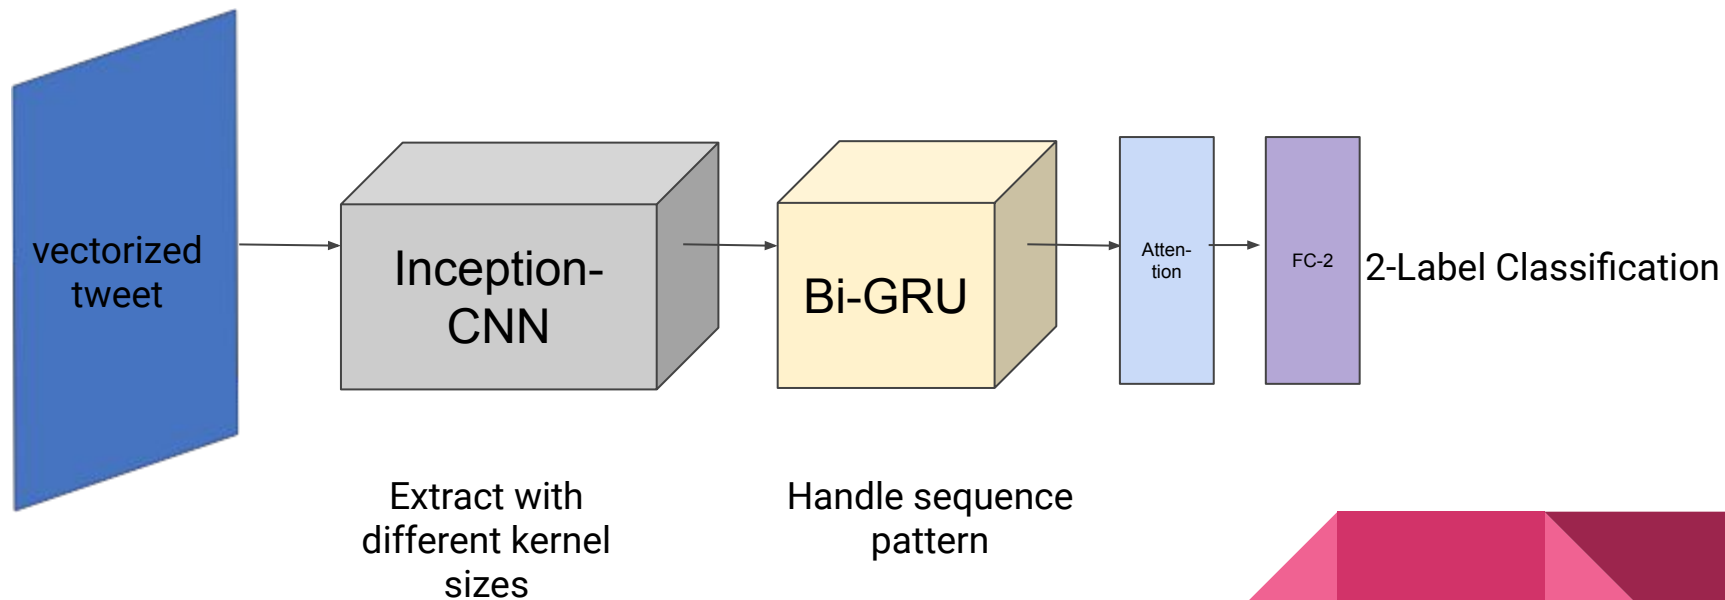 vectorized
tweet
Inception-
CNN
Bi-GRU
Atten-
tion
FC-2
2-Label Classification
Extract with
different kernel
sizes
Handle sequence
pattern